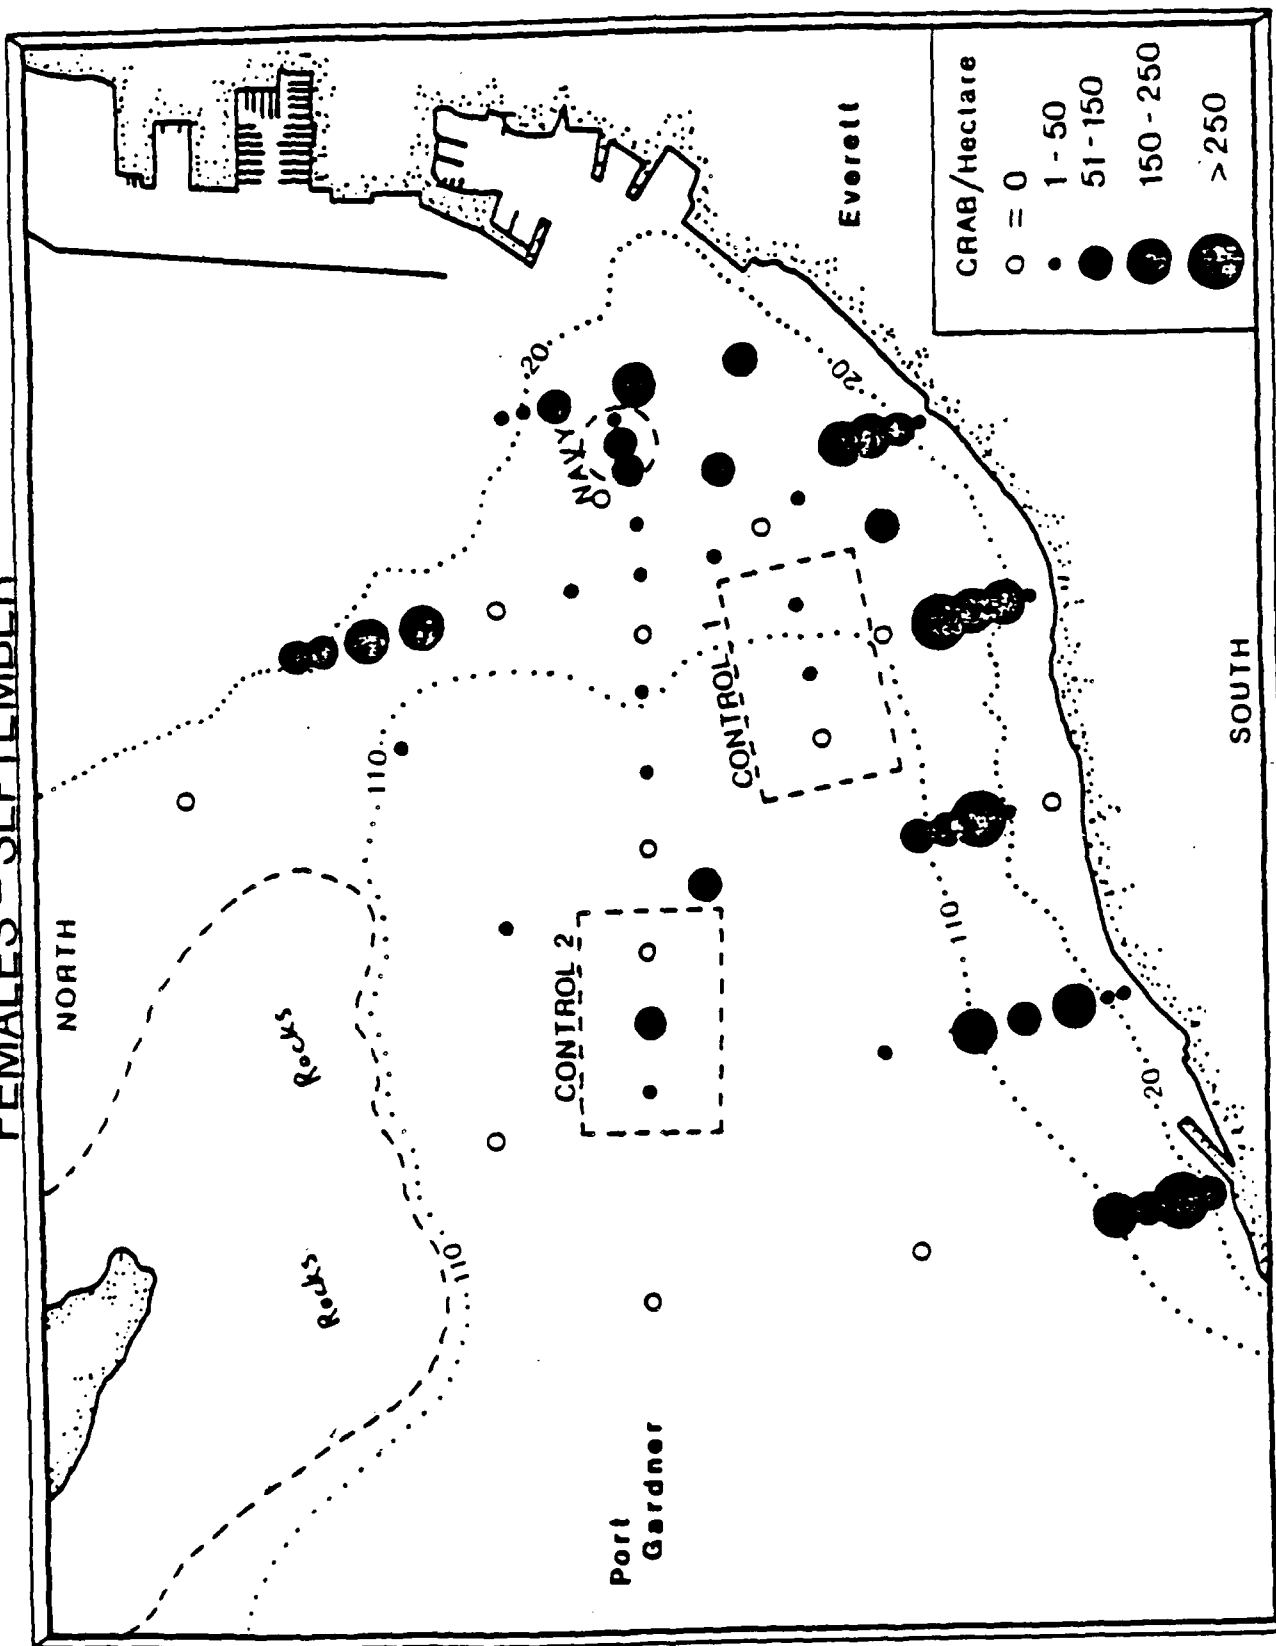 FEMALES - SEPTEMBER
NORTH
Everett
CRAB/Hectare
O = 0
1 - 50
51 - 150
150 - 250
>250
20
NAVY
20
110
CONTROL 1
SOUTH
CONTROL 2
110
Rocks
Rocks
110
20
Port
Gardner